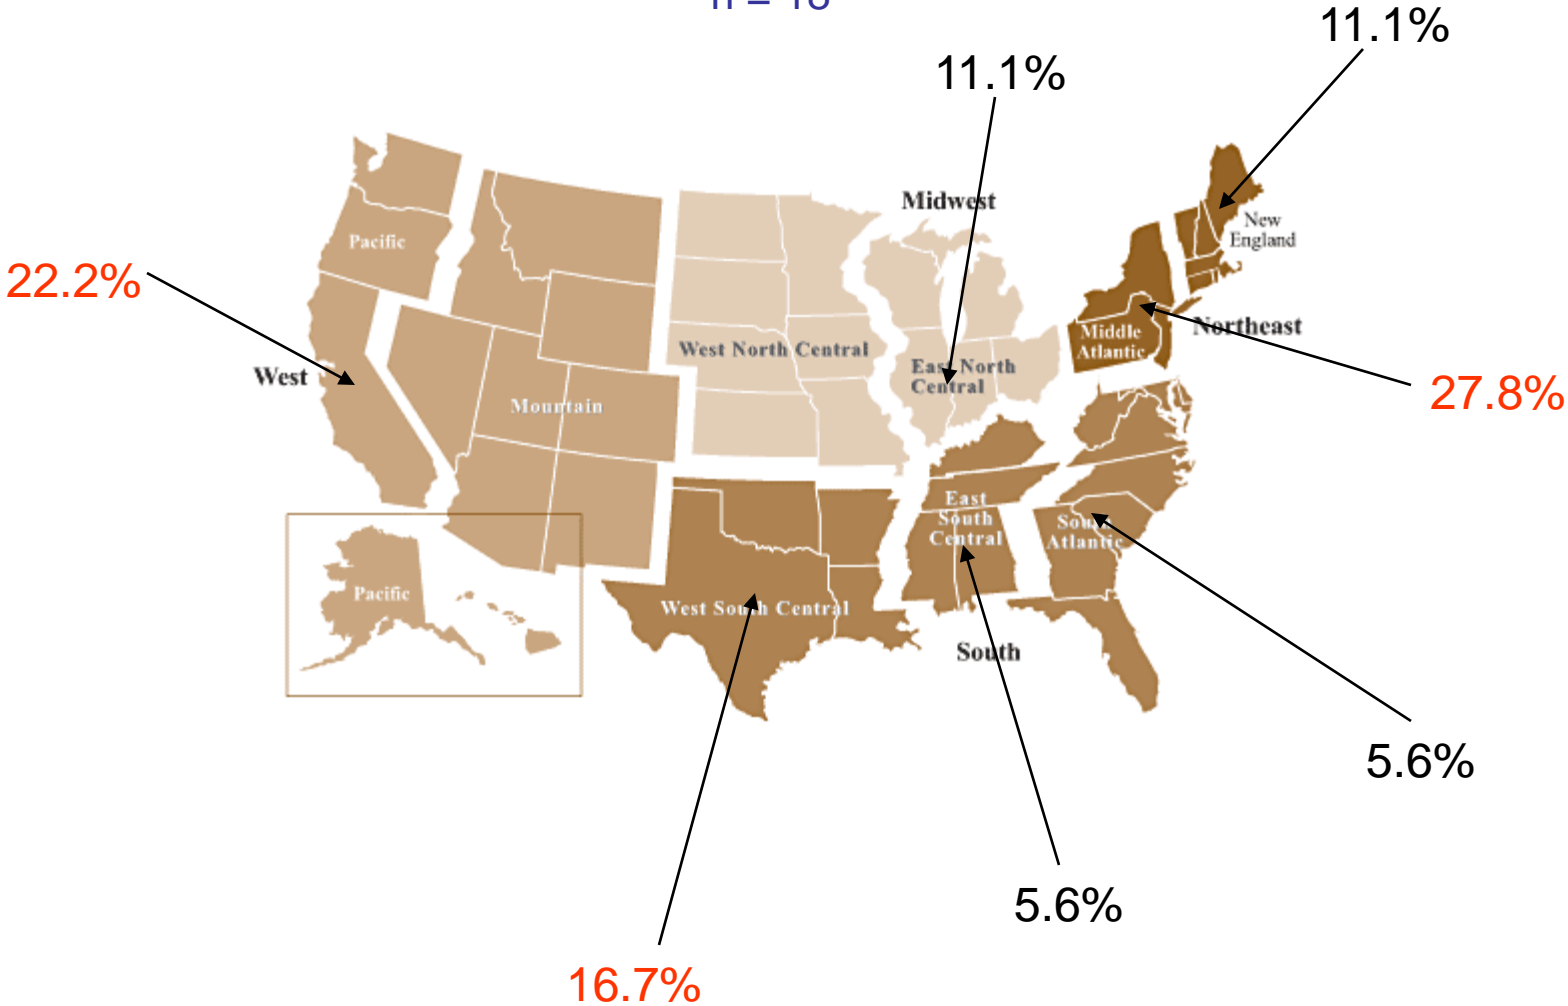 n = 18
11.1%
11.1%
Midwest
New
England
Pacific
22.2%
Northeast
Middle
Atlantic
West North Central
East North
Central
West
27.8%
Mountain
East
South
Central
South
Atlantic
Pacific
West South Central
South
5.6%
5.6%
16.7%